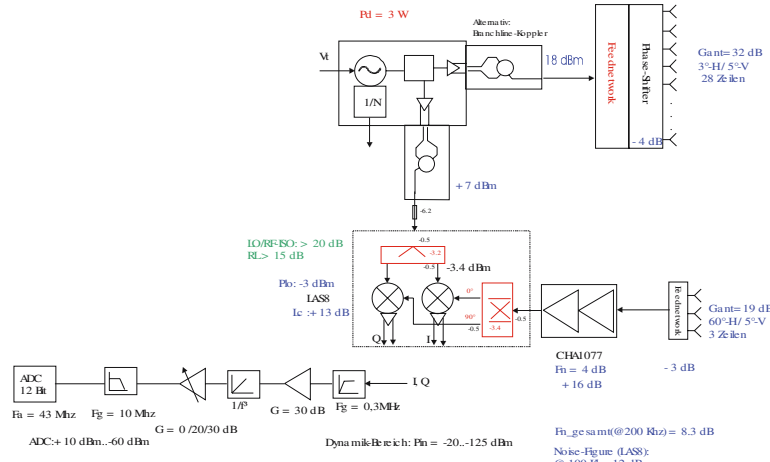 Pd = 3 W
Alternativ:
Branchline-Koppler
Vt
1/N
18 dBm
Feednetwork
Phase-Shifter
- 4 dB
Gant= 32 dB
3°-H/ 5°-V
28 Zeilen
+ 7 dBm
-6.2
LO/RF-ISO: > 20 dB
RL> 15 dB
-0.5
-3.2
-0.5
-3.4 dBm
Plo: -3 dBm
LAS8
Lc :+ 13 dB
0°
90°
-0.5
-3.4
-0.5
Q
I
CHA1077
Fn = 4 dB
+ 16 dB
Feednetwork
- 3 dB
Gant= 19 dB
60°-H/ 5°-V
3 Zeilen
ADC
12 Bit
Fa = 43 Mhz
Fg = 10 Mhz
G = 0 /20/30 dB
1/f³
G = 30 dB
Fg = 0,3MHz
I, Q
ADC:+ 10 dBm..-60 dBm
Dynamik-Bereich: Pin = -20..-125 dBm
Fn_gesamt(@200 Khz) = 8.3 dB
Noise-Figure (LAS8):